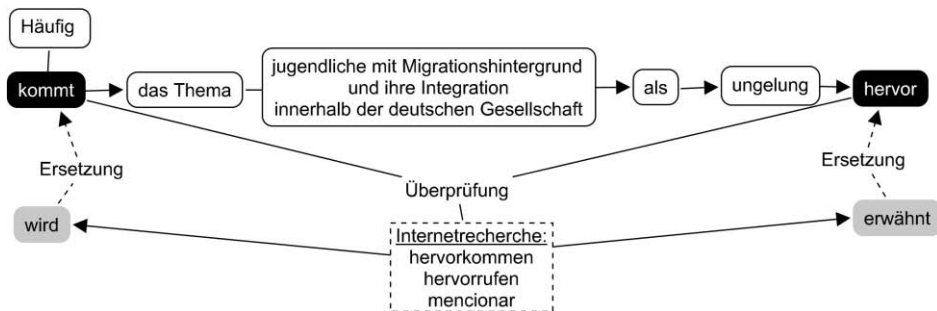 Häufig
kommt
das Thema
jugendliche mit Migrationshintergrund
und ihre Integration
innerhalb der deutschen Gesellschaft
als
ungelung
hervor
Ersetzung
Ersetzung
Überprüfung
wird
erwähnt
Internetrecherche:
hervorkommen
hervorrufen
mencionar